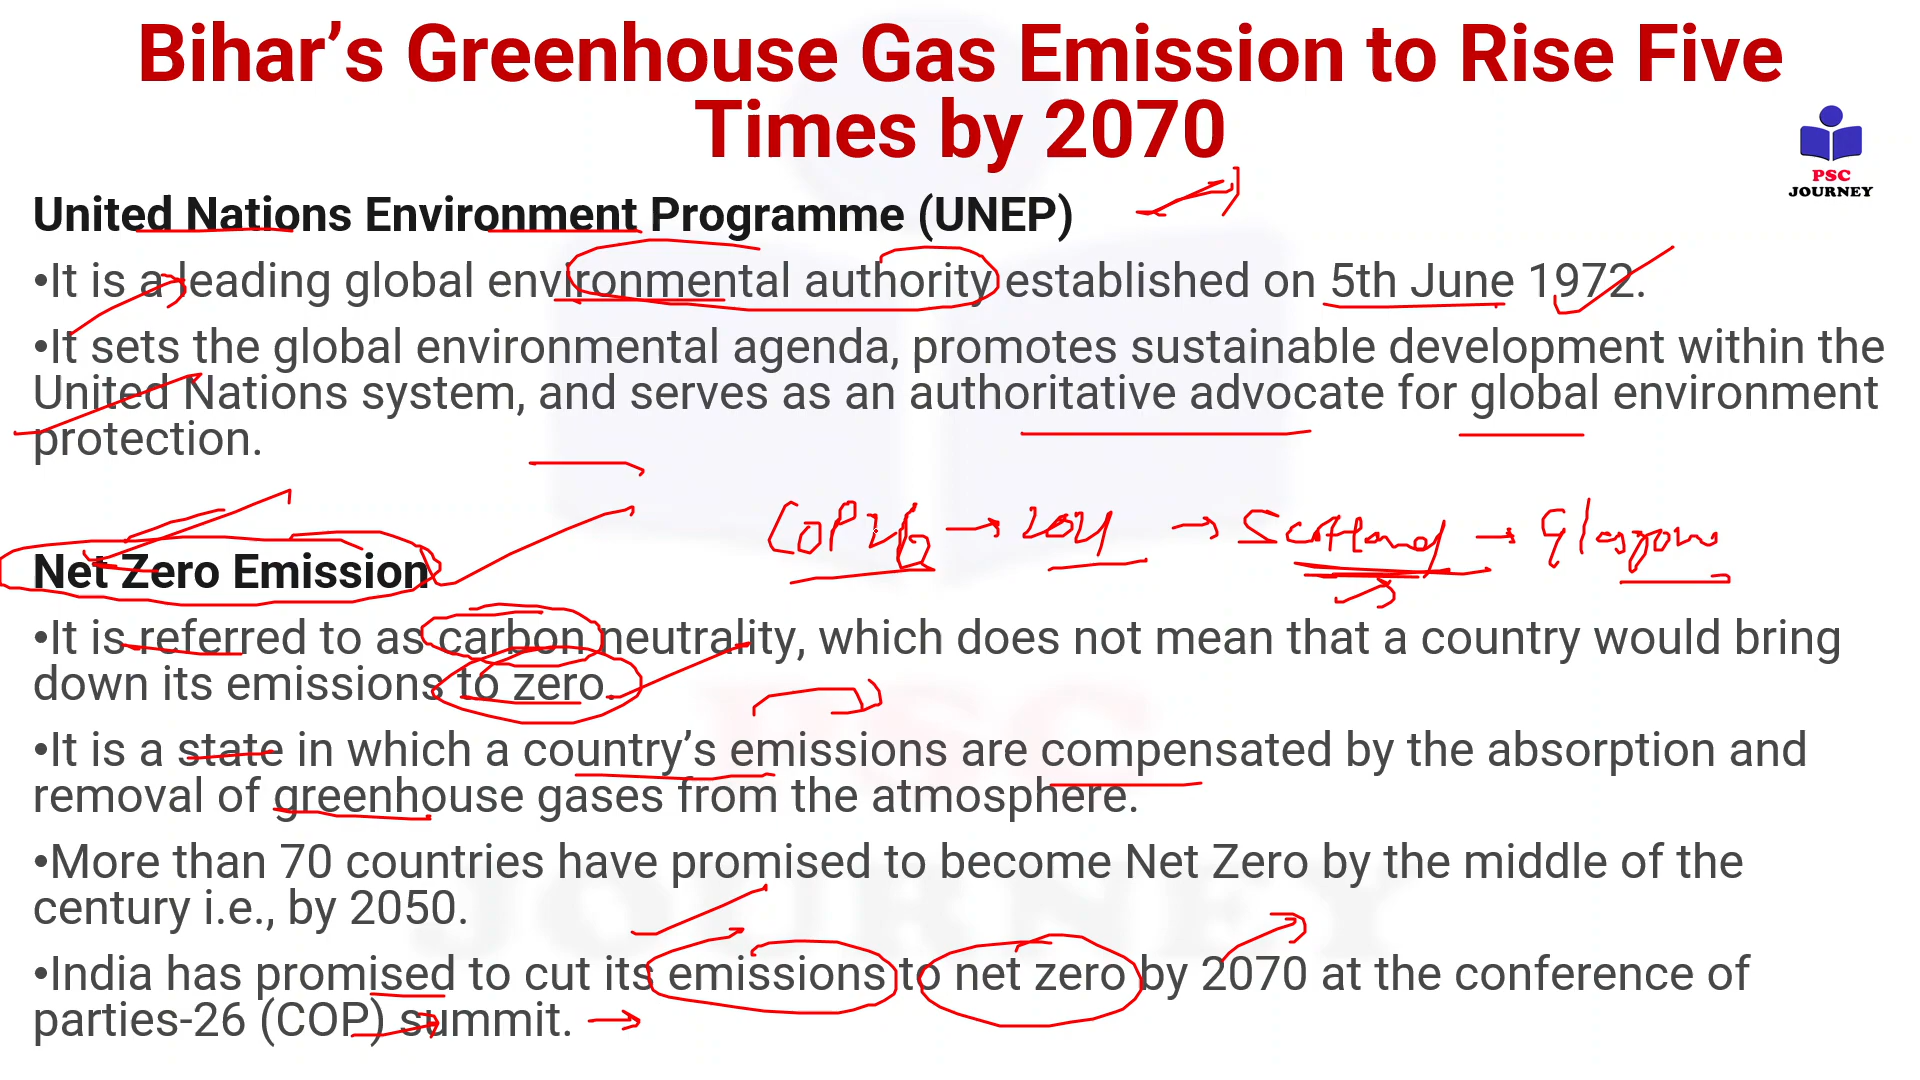 Bihar’s Greenhouse Gas Emission to Rise Five
Times by 2070
PSC
JOURNEY
United Nations Environment Programme (UNEP)
•It is a leading global environmental authority established on 5th June 1972.
•It sets the global environmental agenda, promotes sustainable development within the
United Nations system, and serves as an authoritative advocate for global environment
protection.
COP 26 → 2021 → Scotland → Glasgow
Net Zero Emission
•It is referred to as carbon neutrality, which does not mean that a country would bring
down its emissions to zero.
•It is a state in which a country’s emissions are compensated by the absorption and
removal of greenhouse gases from the atmosphere.
•More than 70 countries have promised to become Net Zero by the middle of the
century i.e., by 2050.
•India has promised to cut its emissions to net zero by 2070 at the conference of
parties-26 (COP) summit.
PSC
JOURNEY